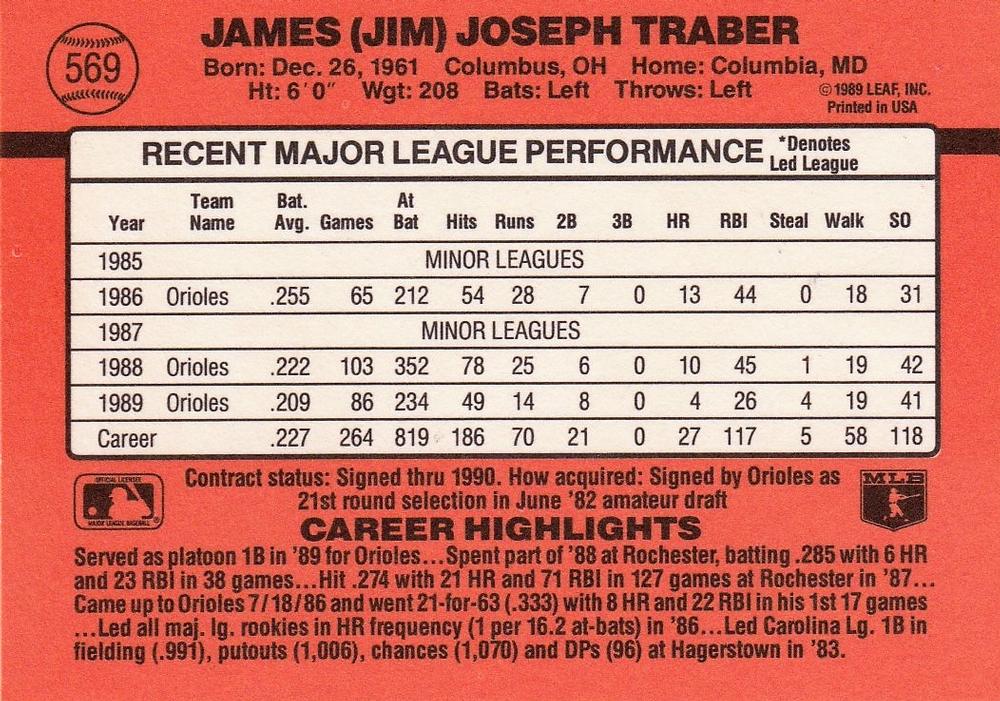 569
JAMES (JIM) JOSEPH TRABER
Born: Dec. 26, 1961 Columbus, OH Home: Columbia, MD
Ht: 6'0" Wgt: 208 Bats: Left Throws: Left
© 1989 LEAF, INC.
Printed in USA
RECENT MAJOR LEAGUE PERFORMANCE *Denotes Led League
Year Team Name Bat. Avg. Games At Bat Hits Runs 2B 3B HR RBI Steal Walk SO
1985 MINOR LEAGUES
1986 Orioles .255 65 212 54 28 7 0 13 44 0 18 31
1987 MINOR LEAGUES
1988 Orioles .222 103 352 78 25 6 0 10 45 1 19 42
1989 Orioles .209 86 234 49 14 8 0 4 26 4 19 41
Career .227 264 819 186 70 21 0 27 117 5 58 118
OFFICIAL LICENSEE
MAJOR LEAGUE BASEBALL®
Contract status: Signed thru 1990. How acquired: Signed by Orioles as
21st round selection in June '82 amateur draft
MLB
CAREER HIGHLIGHTS
Served as platoon 1B in '89 for Orioles...Spent part of '88 at Rochester, batting .285 with 6 HR
and 23 RBI in 38 games...Hit .274 with 21 HR and 71 RBI in 127 games at Rochester in '87...
Came up to Orioles 7/18/86 and went 21-for-63 (.333) with 8 HR and 22 RBI in his 1st 17 games
...Led all maj. lg. rookies in HR frequency (1 per 16.2 at-bats) in '86...Led Carolina Lg. 1B in
fielding (.991), putouts (1,006), chances (1,070) and DPs (96) at Hagerstown in '83.